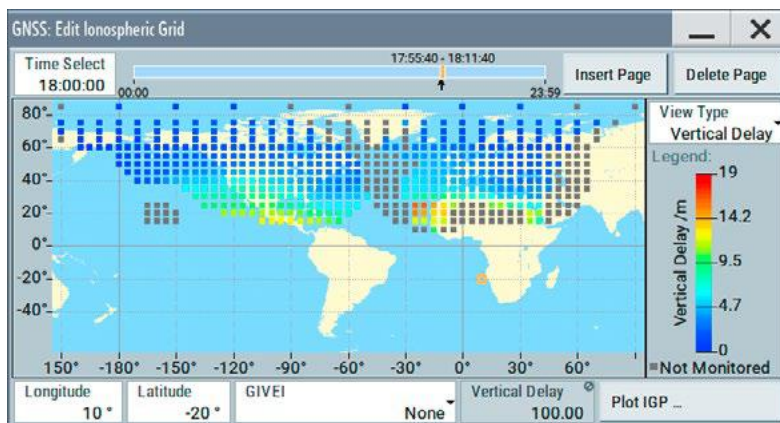 GNSS: Edit Ionospheric Grid
Time Select
18:00:00
17:55:40 - 18:11:40
00:00
23:59
Insert Page
Delete Page
View Type
Vertical Delay
Legend:
80°
60°
40°
20°
0°
-20°
-40°
150° -180° -150° -120° -90° -60° -30° 0° 30° 60°
Vertical Delay /m
19
14.2
9.5
4.7
0
Not Monitored
Longitude
10 °
Latitude
-20 °
GIVEI
None
Vertical Delay
100.00
Plot IGP ...